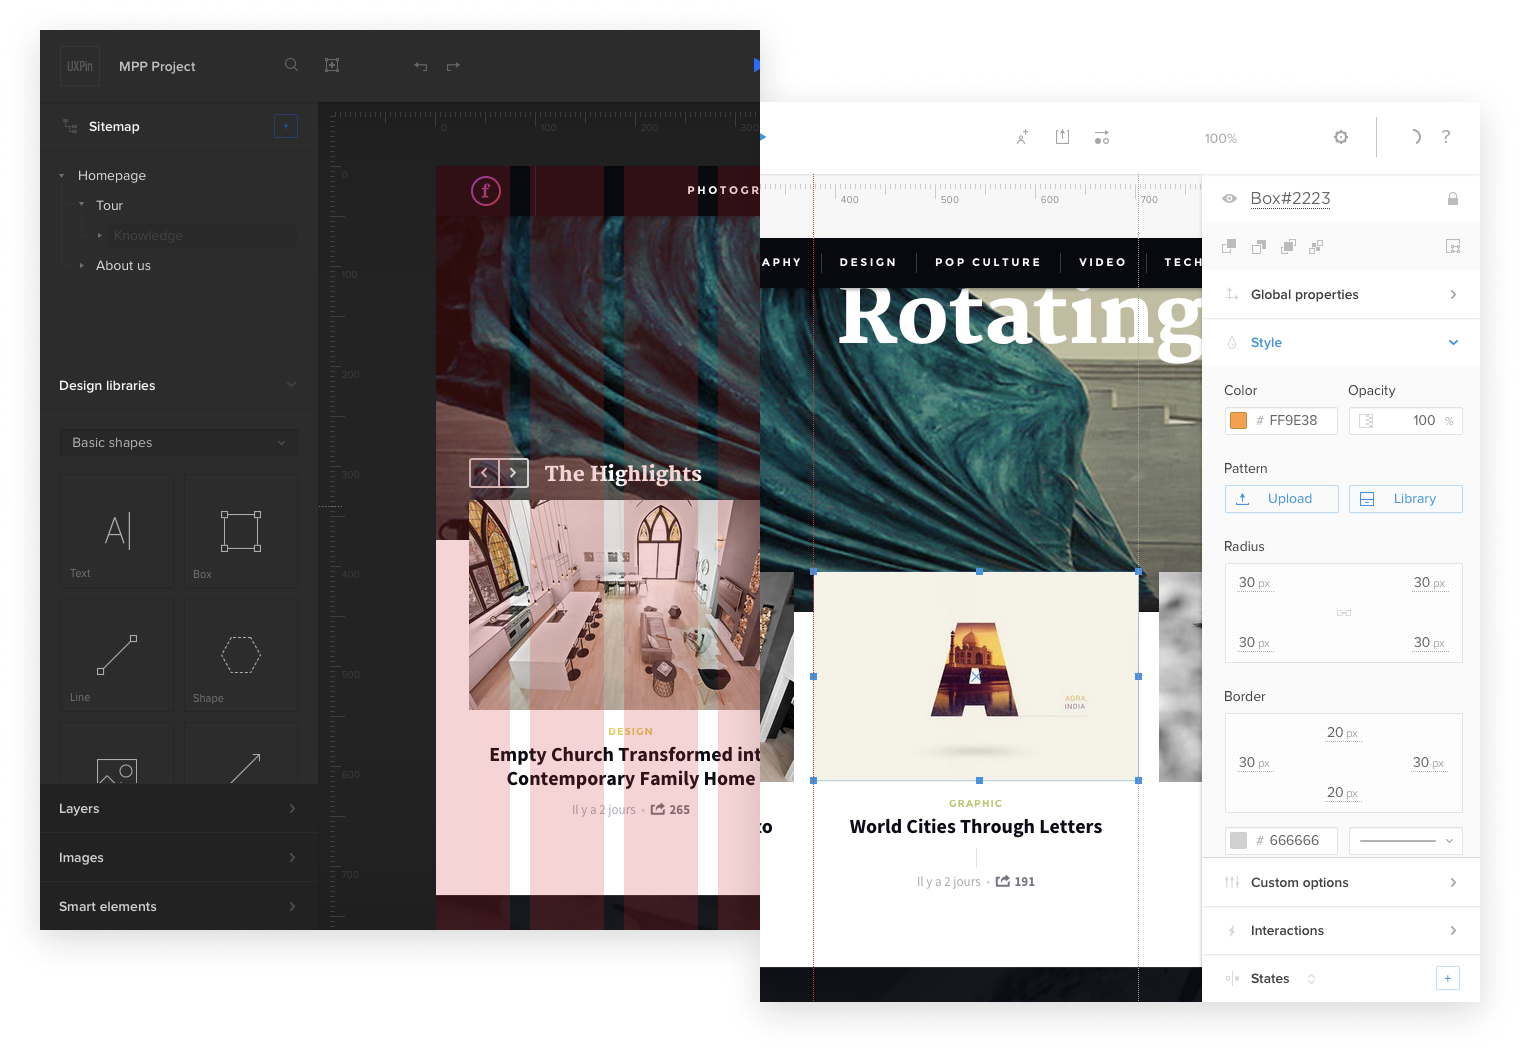 UXPin
MPP Project
Sitemap
+
Homepage
Tour
Knowledge
About us
Design libraries
Basic shapes
A
Text
Box
Line
Shape
Layers
Images
Smart elements
0
100
200
300
0
100
200
300
400
500
600
700
f
PHOTOGR
The Highlights
DESIGN
Empty Church Transformed int
Contemporary Family Home
Il y a 2 jours • 265
100%
?
400
500
600
700
APHY
DESIGN
POP CULTURE
VIDEO
TECH
Rotating
A
AGRA,
INDIA
to
GRAPHIC
World Cities Through Letters
Il y a 2 jours • 191
Box#2223
Global properties
Style
Color
Opacity
# FF9E38
100 %
Pattern
Upload
Library
Radius
30 px
30 px
30 px
30 px
Border
20 px
30 px
30 px
20 px
# 666666
Custom options
Interactions
States
+